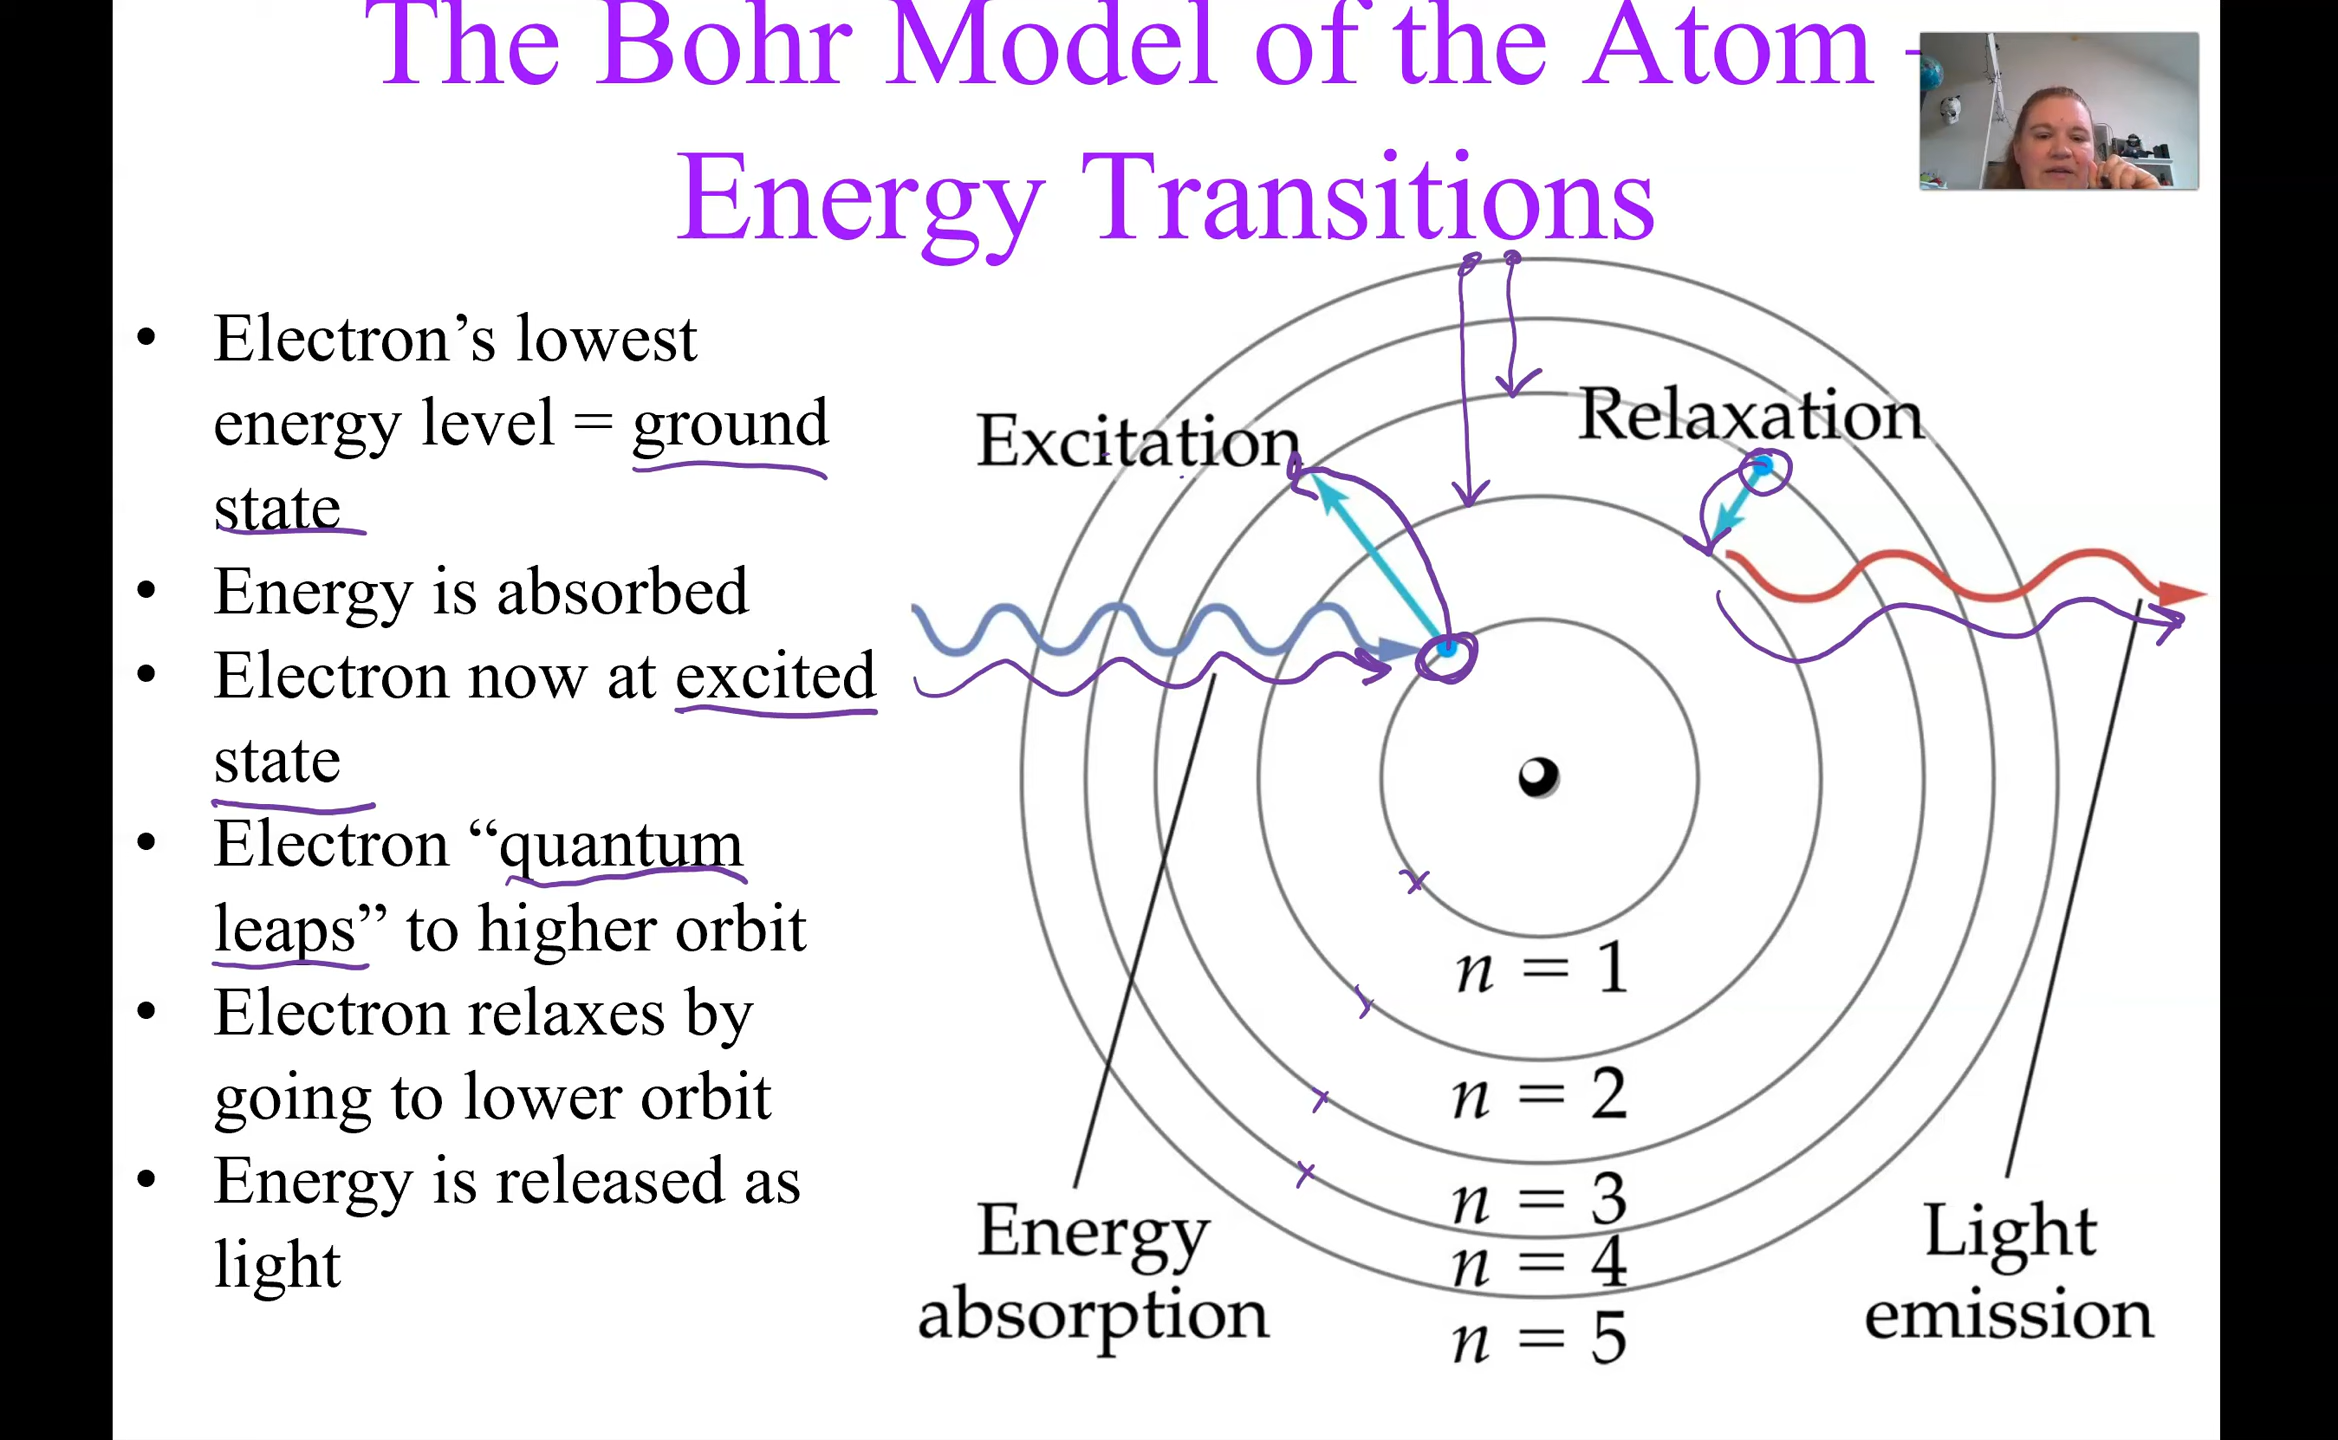 The Bohr Model of the Atom -
Energy Transitions
• Electron’s lowest
energy level = ground
state
• Energy is absorbed
• Electron now at excited
state
• Electron “quantum
leaps” to higher orbit
• Electron relaxes by
going to lower orbit
• Energy is released as
light
Excitation
Relaxation
n = 1
n = 2
n = 3
n = 4
n = 5
Energy
absorption
Light
emission